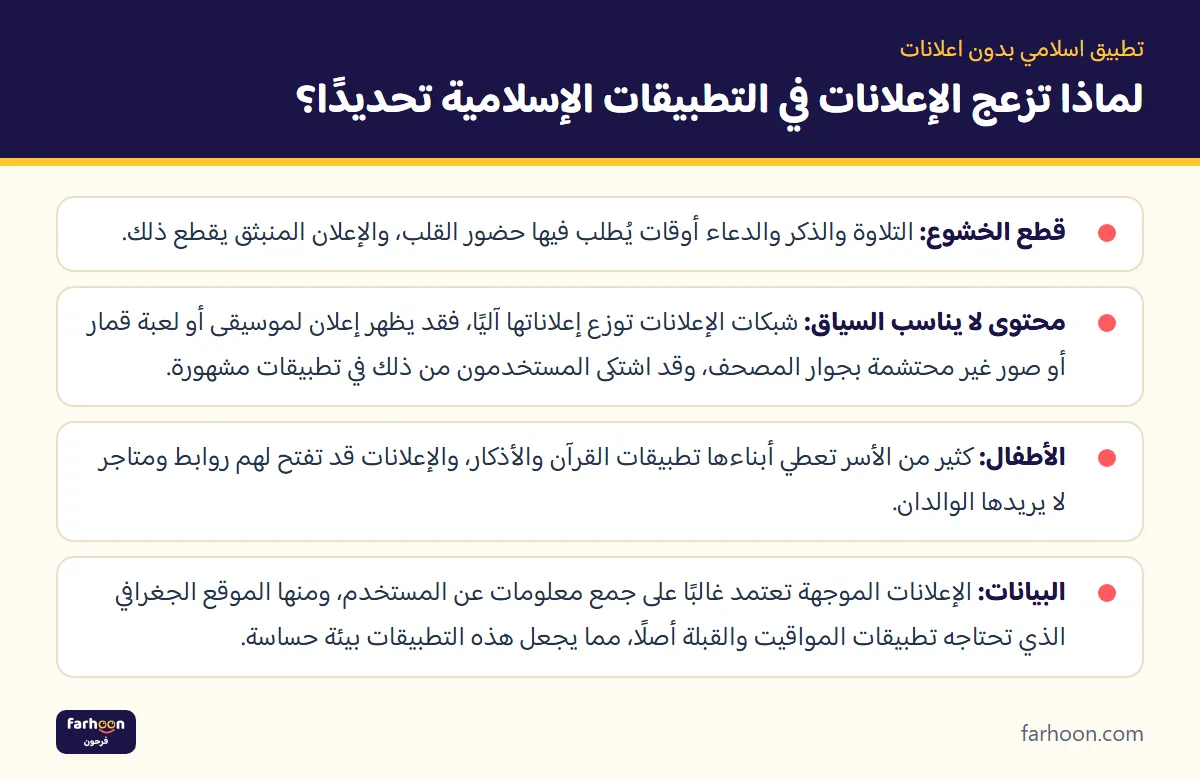 تطبيق اسلامي بدون اعلانات
لماذا تزعج الإعلانات في التطبيقات الإسلامية تحديدًا؟
قطع الخشوع: التلاوة والذكر والدعاء أوقات يُطلب فيها حضور القلب، والإعلان المنبثق يقطع ذلك.
محتوى لا يناسب السياق: شبكات الإعلانات توزع إعلاناتها آليًا، فقد يظهر إعلان لموسيقى أو لعبة قمار
أو صور غير محتشمة بجوار المصحف، وقد اشتكى المستخدمون من ذلك في تطبيقات مشهورة.
الأطفال: كثير من الأسر تعطي أبناءها تطبيقات القرآن والأذكار، والإعلانات قد تفتح لهم روابط ومتاجر
لا يريدها الوالدان.
البيانات: الإعلانات الموجهة تعتمد غالبًا على جمع معلومات عن المستخدم، ومنها الموقع الجغرافي
الذي تحتاجه تطبيقات المواقيت والقبلة أصلًا، مما يجعل هذه التطبيقات بيئة حساسة.
farhoon.com
farhoon
فرحون